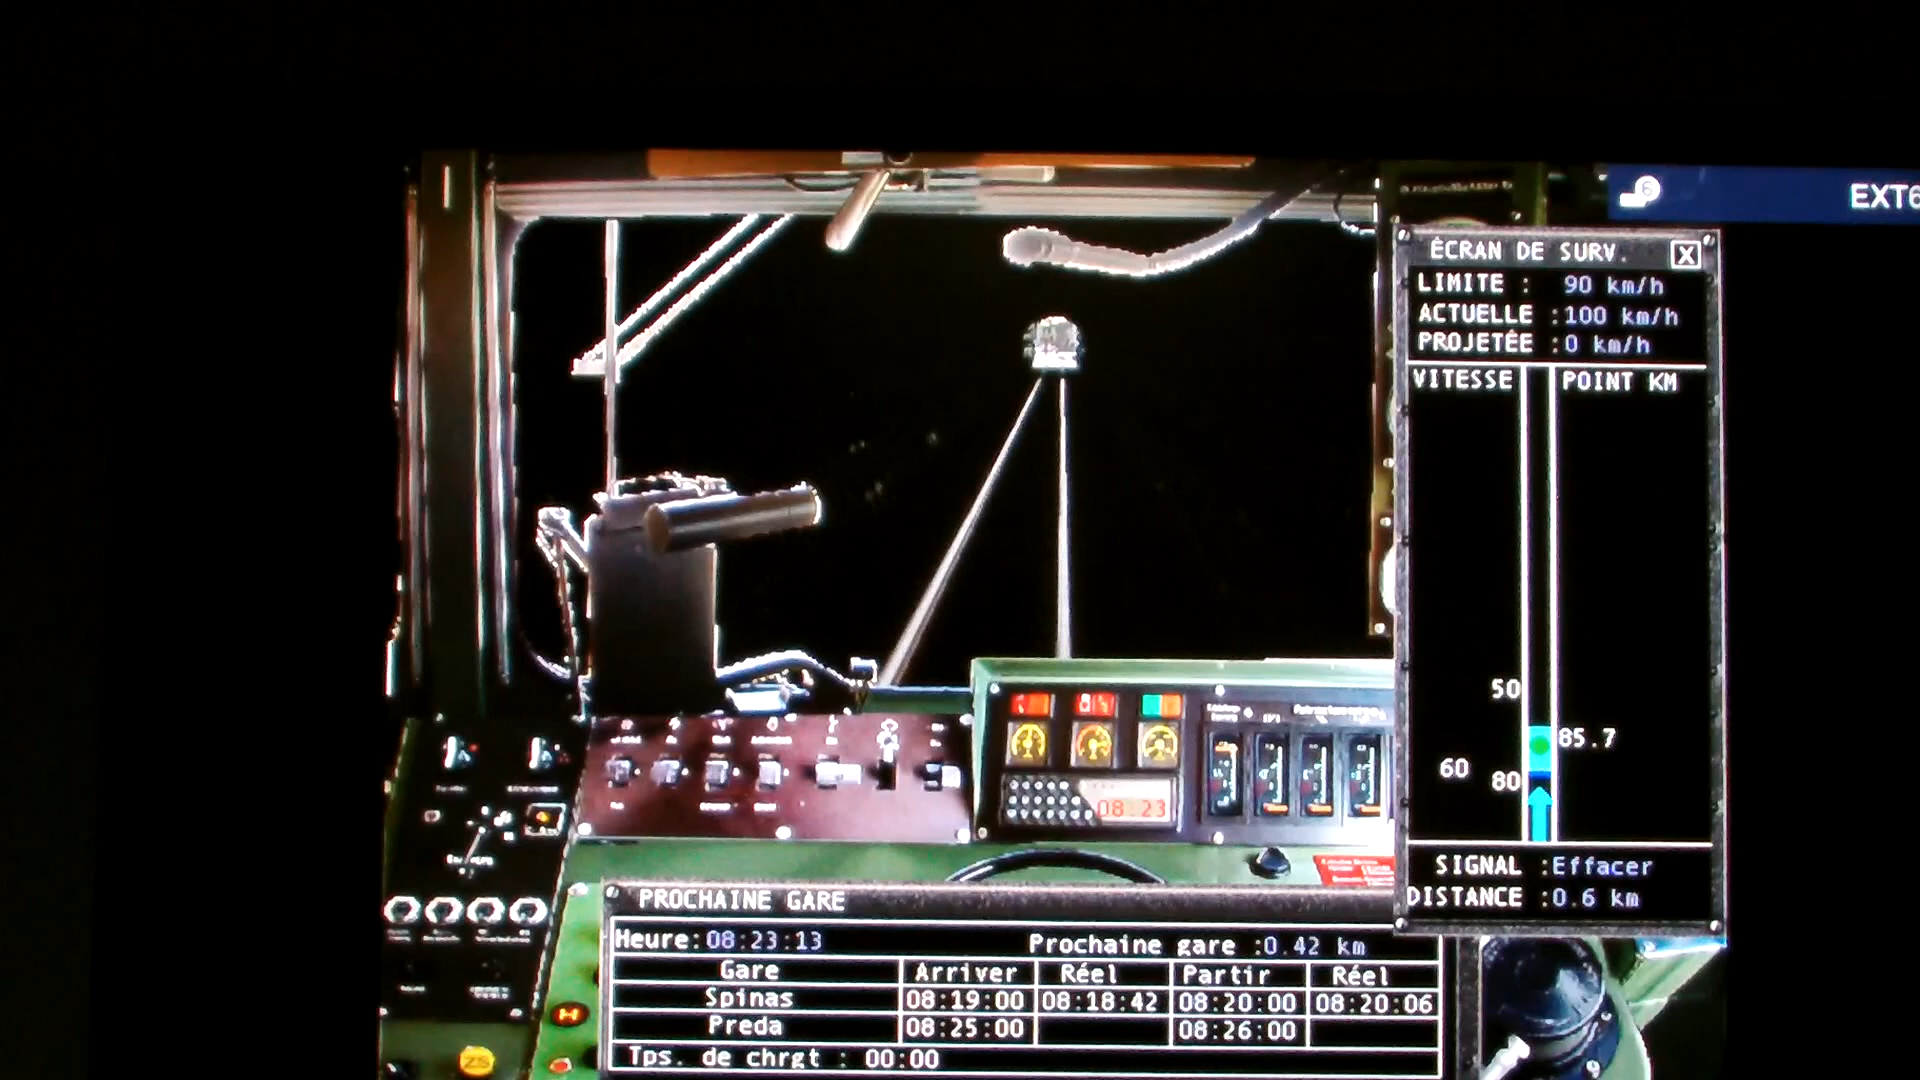 6
EXT6
ÉCRAN DE SURV. X
LIMITE : 90 km/h
ACTUELLE :100 km/h
PROJETÉE :0 km/h
VITESSE POINT KM
50
85.7
60 80
SIGNAL :Effacer
DISTANCE :0.6 km
08.23
PROCHAINE GARE
Heure:08:23:13 Prochaine gare :0.42 km
Gare Arriver Réel Partir Réel
Spinas 08:19:00 08:18:42 08:20:00 08:20:06
Preda 08:25:00 08:26:00
Tps. de chrgt : 00:00
H
ZS
9